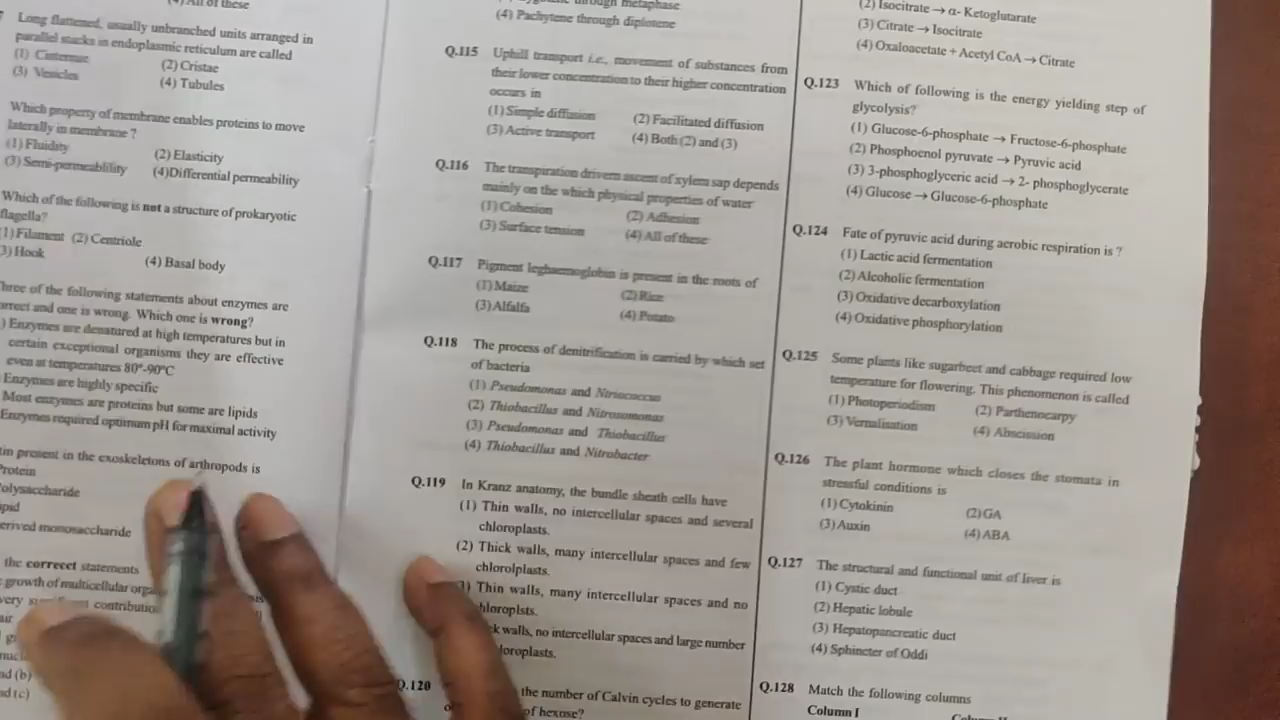 (4) All of these
Long flattened, usually unbranched units arranged in
parallel stacks in endoplasmic reticulum are called
(1) Cisternae (2) Cristae
(3) Vesicles (4) Tubules
Which property of membrane enables proteins to move
laterally in membrane ?
(1) Fluidity (2) Elasticity
(3) Semi-permeablility (4)Differential permeability
Which of the following is not a structure of prokaryotic
flagella?
(1) Filament (2) Centriole
3) Hook (4) Basal body
hree of the following statements about enzymes are
orrect and one is wrong. Which one is wrong?
) Enzymes are denatured at high temperatures but in
certain exceptional organisms they are effective
even at temperatures 80°-90°C
Enzymes are highly specific
Most enzymes are proteins but some are lipids
Enzymes required optimum pH for maximal activity
tin present in the exoskeletons of arthropods is
Protein
olysaccharide
ipid
erived monosaccharide
the correct statements
growth of multicellular
very contribution
air
nucl
nd (b)
nd (c)
through metaphase
(4) Pachytene through diplotene
Q.115 Uphill transport i.e., movement of substances from
their lower concentration to their higher concentration
occurs in
(1) Simple diffusion (2) Facilitated diffusion
(3) Active transport (4) Both (2) and (3)
Q.116 The transpiration driven ascent of xylem sap depends
mainly on the which physical properties of water
(1) Cohesion (2) Adhesion
(3) Surface tension (4) All of these
Q.117 Pigment leghaemoglobin is present in the roots of
(1) Maize (2) Rice
(3) Alfalfa (4) Potato
Q.118 The process of denitrification is carried by which set
of bacteria
(1) Pseudomonas and Ntriococcus
(2) Thiobacillus and Nitrosomonas
(3) Pseudomonas and Thiobacillus
(4) Thiobacillus and Nitrobacter
Q.119 In Kranz anatomy, the bundle sheath cells have
(1) Thin walls, no intercellular spaces and several
chloroplasts.
(2) Thick walls, many intercellular spaces and few
chlorolplasts.
) Thin walls, many intercellular spaces and no
hloroplsts.
k walls, no intercellular spaces and large number
loroplasts.
Q.120 the number of Calvin cycles to generate
of hexose?
(2) Isocitrate → α- Ketoglutarate
(3) Citrate → Isocitrate
(4) Oxaloacetate + Acetyl CoA → Citrate
Q.123 Which of following is the energy yielding step of
glycolysis?
(1) Glucose-6-phosphate → Fructose-6-phosphate
(2) Phosphoenol pyruvate → Pyruvic acid
(3) 3-phosphoglyceric acid → 2- phosphoglycerate
(4) Glucose → Glucose-6-phosphate
Q.124 Fate of pyruvic acid during aerobic respiration is ?
(1) Lactic acid fermentation
(2) Alcoholic fermentation
(3) Oxidative decarboxylation
(4) Oxidative phosphorylation
Q.125 Some plants like sugarbeet and cabbage required low
temperature for flowering. This phenomenon is called
(1) Photoperiodism (2) Parthenocarpy
(3) Vernalisation (4) Abscission
Q.126 The plant hormone which closes the stomata in
stressful conditions is
(1) Cytokinin (2) GA
(3) Auxin (4) ABA
Q.127 The structural and functional unit of liver is
(1) Cystic duct
(2) Hepatic lobule
(3) Hepatopancreatic duct
(4) Sphincter of Oddi
Q.128 Match the following columns
Column I